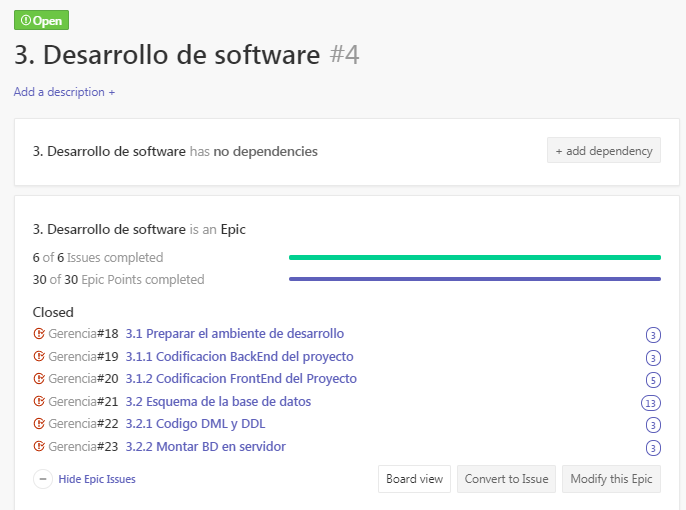 Open
3. Desarrollo de software #4
Add a description +
3. Desarrollo de software has no dependencies
+ add dependency
3. Desarrollo de software is an Epic
6 of 6 Issues completed
30 of 30 Epic Points completed
Closed
Gerencia#18 3.1 Preparar el ambiente de desarrollo 3
Gerencia#19 3.1.1 Codificacion BackEnd del proyecto 3
Gerencia#20 3.1.2 Codificacion FrontEnd del Proyecto 5
Gerencia#21 3.2 Esquema de la base de datos 13
Gerencia#22 3.2.1 Codigo DML y DDL 3
Gerencia#23 3.2.2 Montar BD en servidor 3
Hide Epic Issues Board view Convert to Issue Modify this Epic